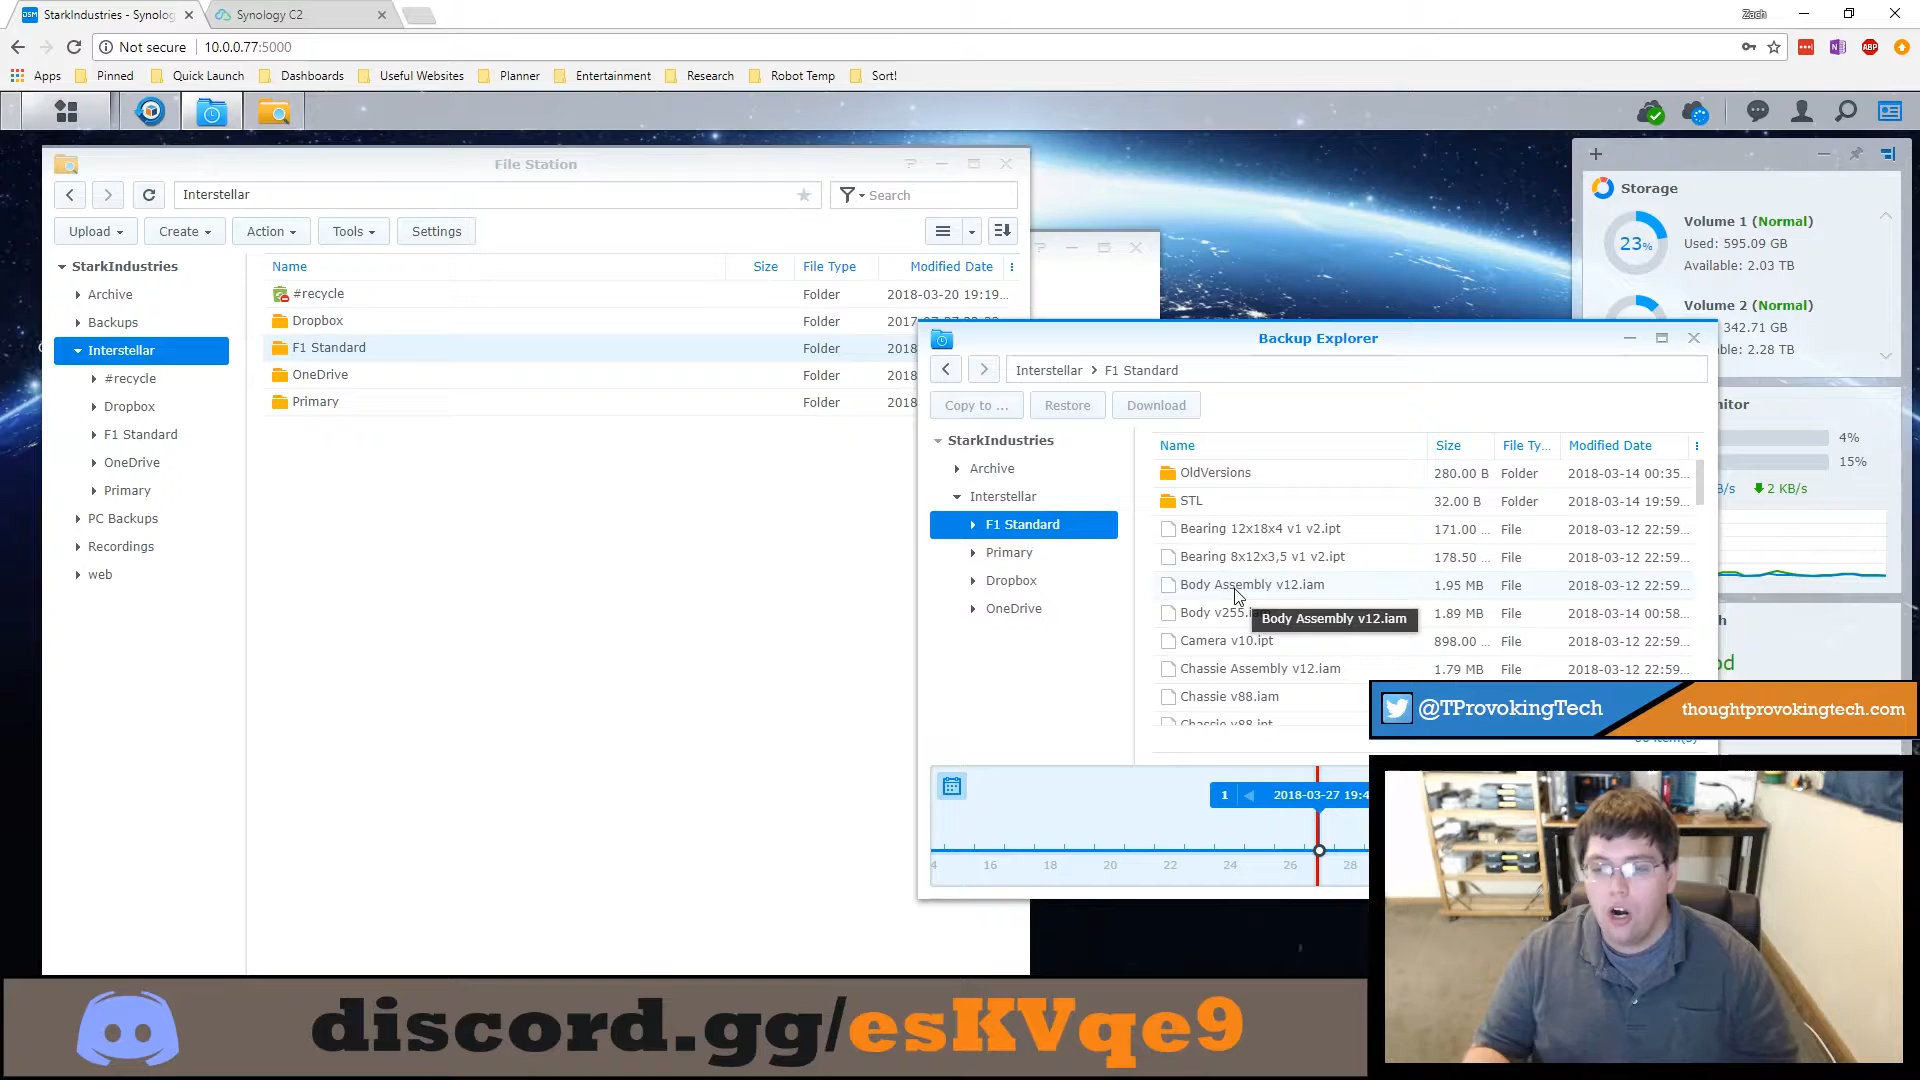 StarkIndustries - Synolog
Synology C2
Zach
Not secure
10.0.0.77:5000
ABP
Apps
Pinned
Quick Launch
Dashboards
Useful Websites
Planner
Entertainment
Research
Robot Temp
Sort!
File Station
Interstellar
Search
Upload
Create
Action
Tools
Settings
StarkIndustries
Archive
Backups
Interstellar
#recycle
Dropbox
F1 Standard
OneDrive
Primary
PC Backups
Recordings
web
Name Size File Type Modified Date
#recycle Folder 2018-03-20 19:19...
Dropbox Folder
F1 Standard Folder 2018
OneDrive Folder 2018
Primary Folder 2018
Backup Explorer
Interstellar > F1 Standard
Copy to ... Restore Download
StarkIndustries
Archive
Interstellar
F1 Standard
Primary
Dropbox
OneDrive
Name Size File Ty... Modified Date
OldVersions 280.00 B Folder 2018-03-14 00:35...
STL 32.00 B Folder 2018-03-14 19:59...
Bearing 12x18x4 v1 v2.ipt 171.00 ... File 2018-03-12 22:59...
Bearing 8x12x3,5 v1 v2.ipt 178.50 ... File 2018-03-12 22:59...
Body Assembly v12.iam 1.95 MB File 2018-03-12 22:59...
Body v255.ia 1.89 MB File 2018-03-14 00:58...
Body Assembly v12.iam
Camera v10.ipt 898.00 ... File 2018-03-12 22:59...
Chassie Assembly v12.iam 1.79 MB File 2018-03-12 22:59...
Chassie v88.iam
Chassie v88.ipt
1 2018-03-27 19:4
4 16 18 20 22 24 26 28
Storage
23%
Volume 1 (Normal)
Used: 595.09 GB
Available: 2.03 TB
Volume 2 (Normal)
342.71 GB
ble: 2.28 TB
nitor
4%
15%
B/s 2 KB/s
h
od
@TProvokingTech
thoughtprovokingtech.com
discord.gg/esKVqe9